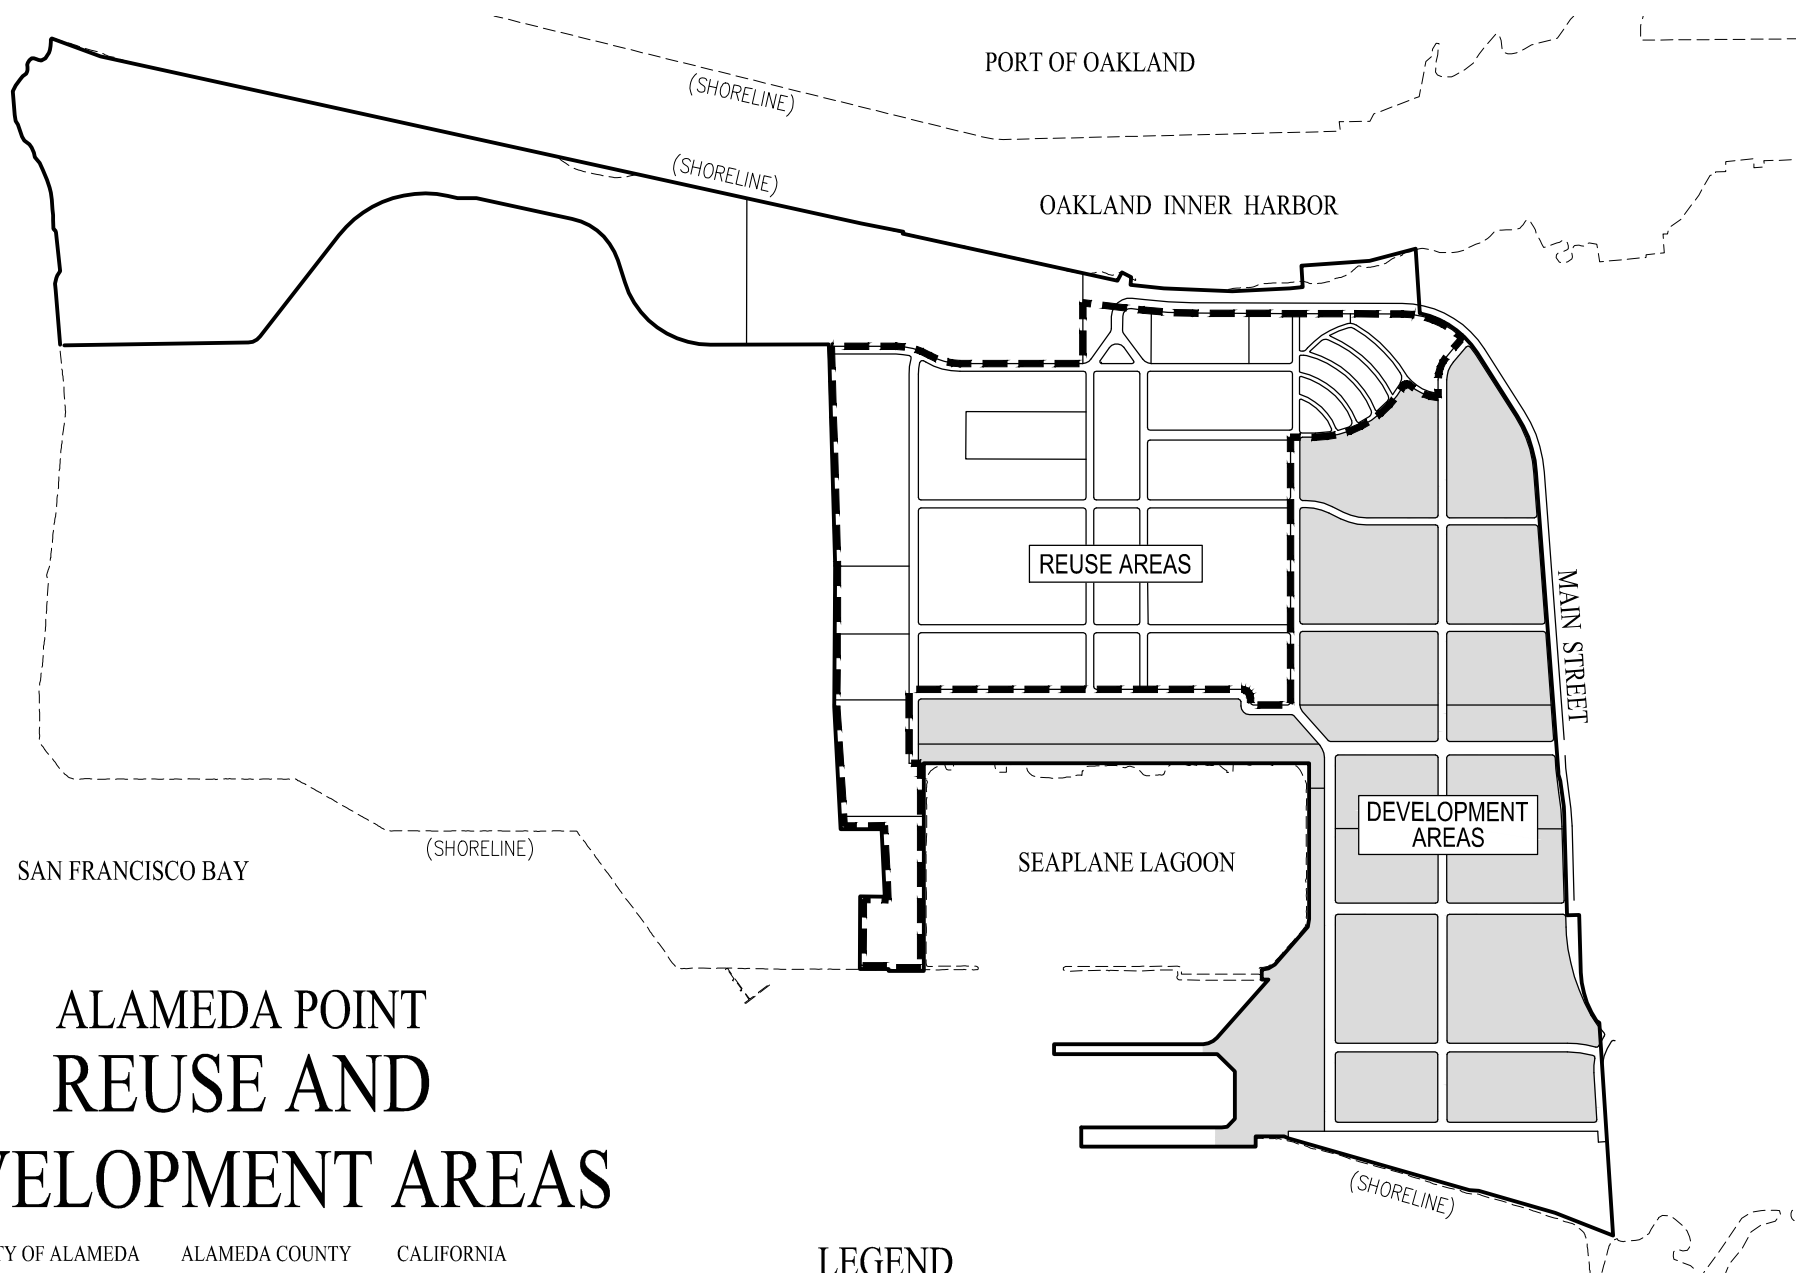 PORT OF OAKLAND
(SHORELINE)
(SHORELINE)
OAKLAND INNER HARBOR
REUSE AREAS
MAIN STREET
DEVELOPMENT
AREAS
SEAPLANE LAGOON
(SHORELINE)
SAN FRANCISCO BAY
ALAMEDA POINT
REUSE AND
VELOPMENT AREAS
(SHORELINE)
TY OF ALAMEDA ALAMEDA COUNTY CALIFORNIA
LEGEND